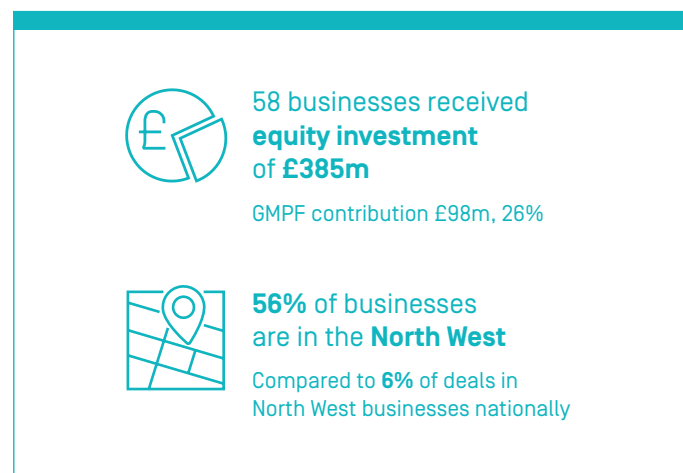 £
58 businesses received
equity investment
of £385m
GMPF contribution £98m, 26%
56% of businesses
are in the North West
Compared to 6% of deals in
North West businesses nationally